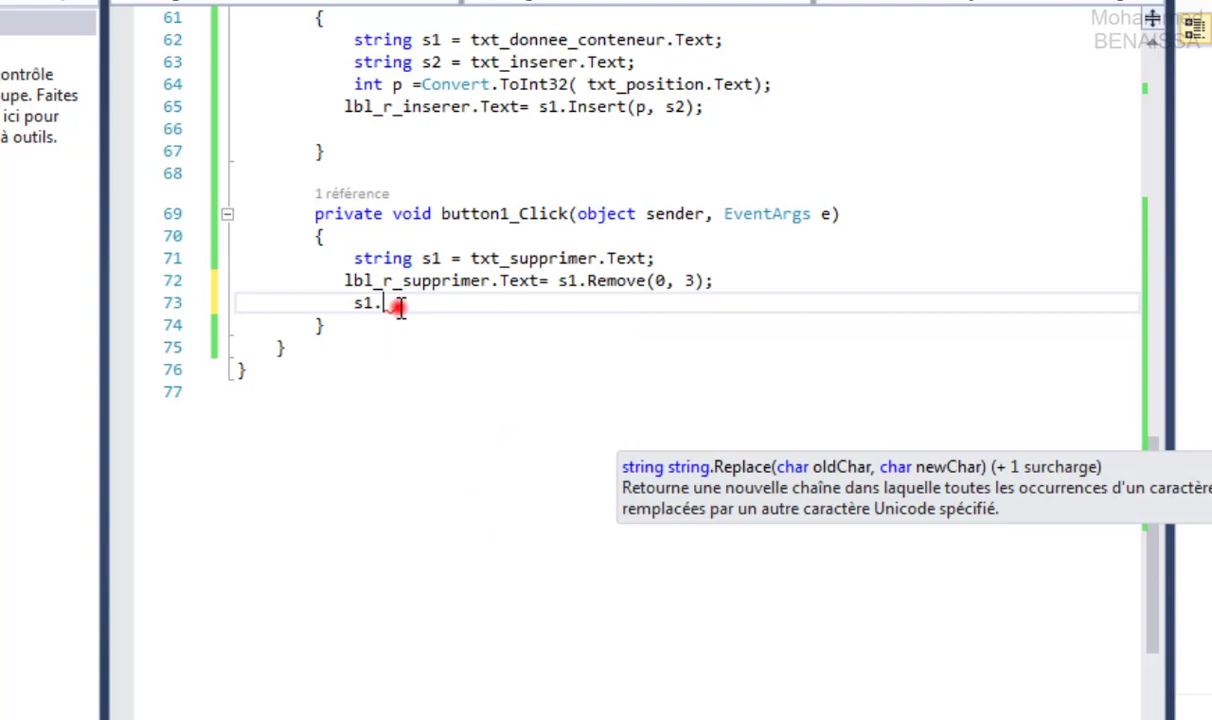 Mohammed
BENAISSA
ontrôle
upe. Faites
ici pour
à outils.
61 {
62 string s1 = txt_donnee_conteneur.Text;
63 string s2 = txt_inserer.Text;
64 int p =Convert.ToInt32( txt_position.Text);
65 lbl_r_inserer.Text= s1.Insert(p, s2);
66
67 }
68
1 référence
69 private void button1_Click(object sender, EventArgs e)
70 {
71 string s1 = txt_supprimer.Text;
72 lbl_r_supprimer.Text= s1.Remove(0, 3);
73 s1.
74 }
75 }
76 }
77
string string.Replace(char oldChar, char newChar) (+ 1 surcharge)
Retourne une nouvelle chaîne dans laquelle toutes les occurrences d'un caractère
remplacées par un autre caractère Unicode spécifié.